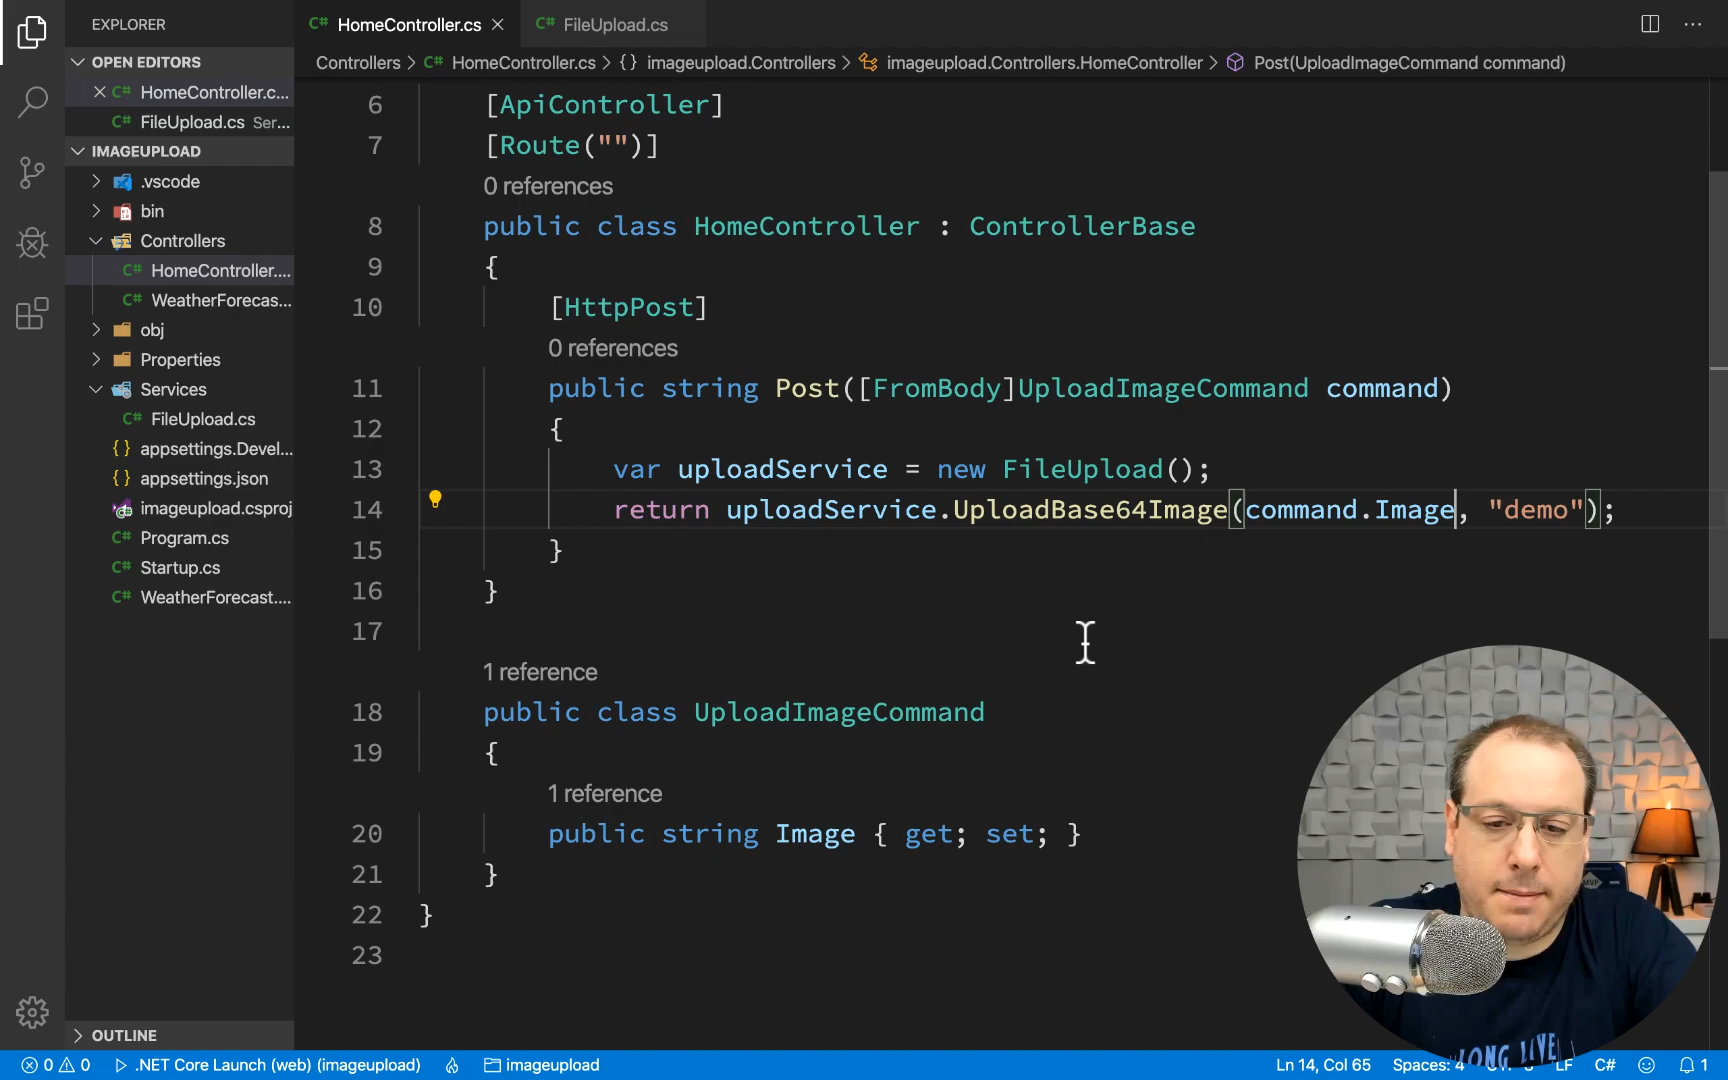 EXPLORER
OPEN EDITORS
HomeController.c...
FileUpload.cs Ser...
IMAGEUPLOAD
.vscode
bin
Controllers
HomeController....
WeatherForecas...
obj
Properties
Services
FileUpload.cs
appsettings.Devel...
appsettings.json
imageupload.csproj
Program.cs
Startup.cs
WeatherForecast....
OUTLINE
HomeController.cs
FileUpload.cs
Controllers > HomeController.cs > {} imageupload.Controllers > imageupload.Controllers.HomeController > Post(UploadImageCommand command)
6 [ApiController]
7 [Route("")]
0 references
8 public class HomeController : ControllerBase
9 {
10 [HttpPost]
0 references
11 public string Post([FromBody]UploadImageCommand command)
12 {
13 var uploadService = new FileUpload();
14 return uploadService.UploadBase64Image(command.Image, "demo");
15 }
16 }
17
1 reference
18 public class UploadImageCommand
19 {
1 reference
20 public string Image { get; set; }
21 }
22 }
23
LONG LIVE
0 0 .NET Core Launch (web) (imageupload) imageupload Ln 14, Col 65 Spaces: 4 LF C# 1